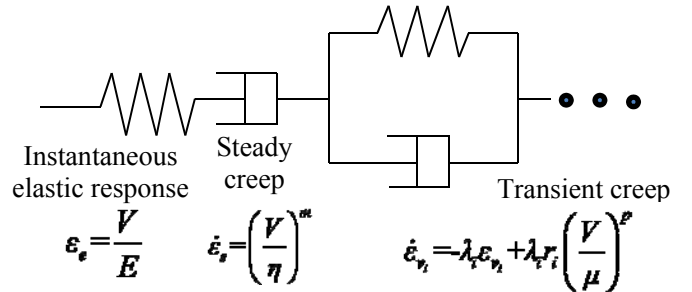 Instantaneous
elastic response
Steady
creep
Transient creep
ε_e = V/E
ε̇_s = (V/η)^m
ε̇_{v_i} = -λ_i ε_{v_i} + λ_i r_i (V/μ)^p